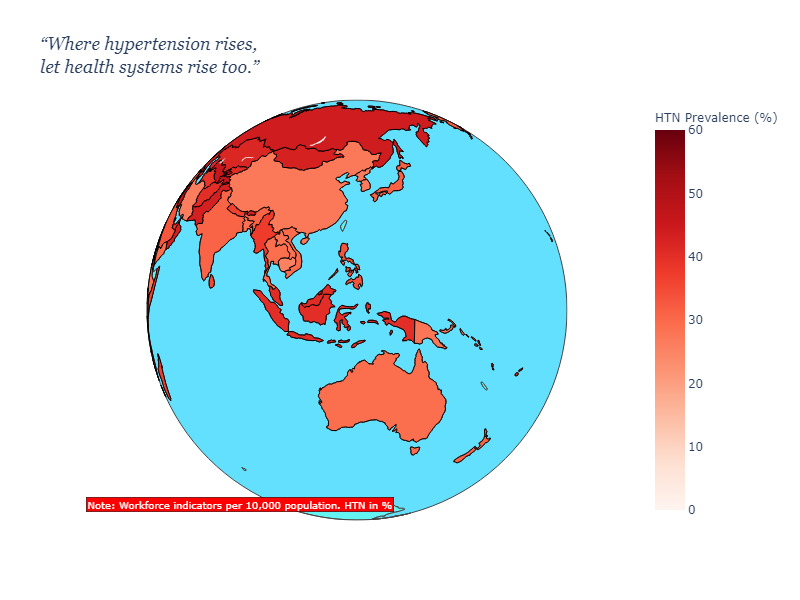 “Where hypertension rises,
let health systems rise too.”
HTN Prevalence (%)
60
50
40
30
20
10
0
Note: Workforce indicators per 10,000 population. HTN in %